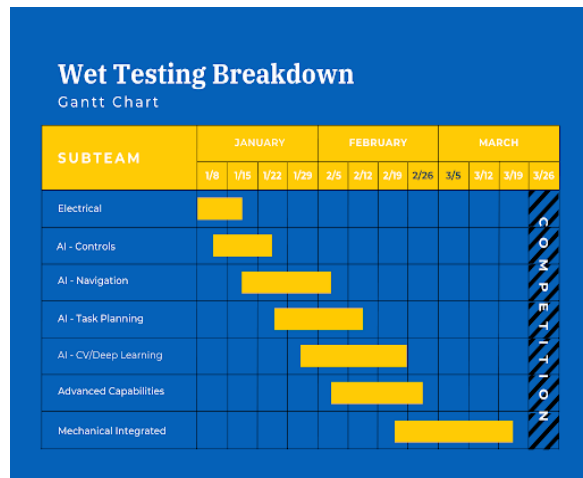 Wet Testing Breakdown
Gantt Chart
SUBTEAM
JANUARY FEBRUARY MARCH
1/8 1/15 1/22 1/29 2/5 2/12 2/19 2/26 3/5 3/12 3/19 3/26
Electrical
AI - Controls
AI - Navigation
AI - Task Planning
AI - CV/Deep Learning
Advanced Capabilities
Mechanical Integrated
COMPETITION